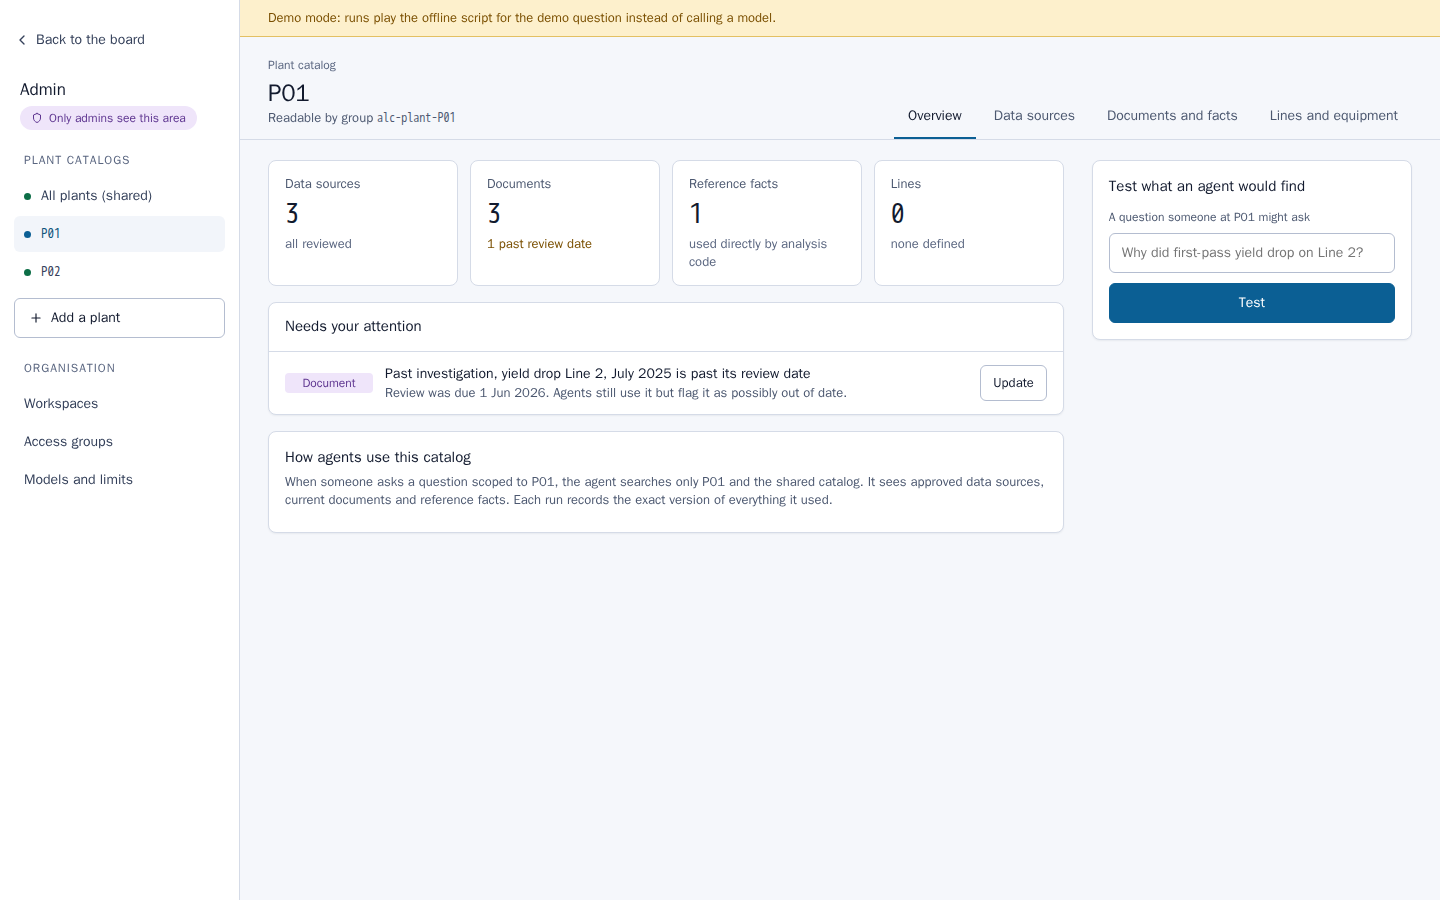 Demo mode: runs play the offline script for the demo question instead of calling a model.
Back to the board
Admin
Only admins see this area
PLANT CATALOGS
All plants (shared)
P01
P02
Add a plant
ORGANISATION
Workspaces
Access groups
Models and limits
Plant catalog
P01
Readable by group alc-plant-P01
Overview
Data sources
Documents and facts
Lines and equipment
Data sources
3
all reviewed
Documents
3
1 past review date
Reference facts
1
used directly by analysis
code
Lines
0
none defined
Needs your attention
Document
Past investigation, yield drop Line 2, July 2025 is past its review date
Review was due 1 Jun 2026. Agents still use it but flag it as possibly out of date.
Update
How agents use this catalog
When someone asks a question scoped to P01, the agent searches only P01 and the shared catalog. It sees approved data sources,
current documents and reference facts. Each run records the exact version of everything it used.
Test what an agent would find
A question someone at P01 might ask
Why did first-pass yield drop on Line 2?
Test